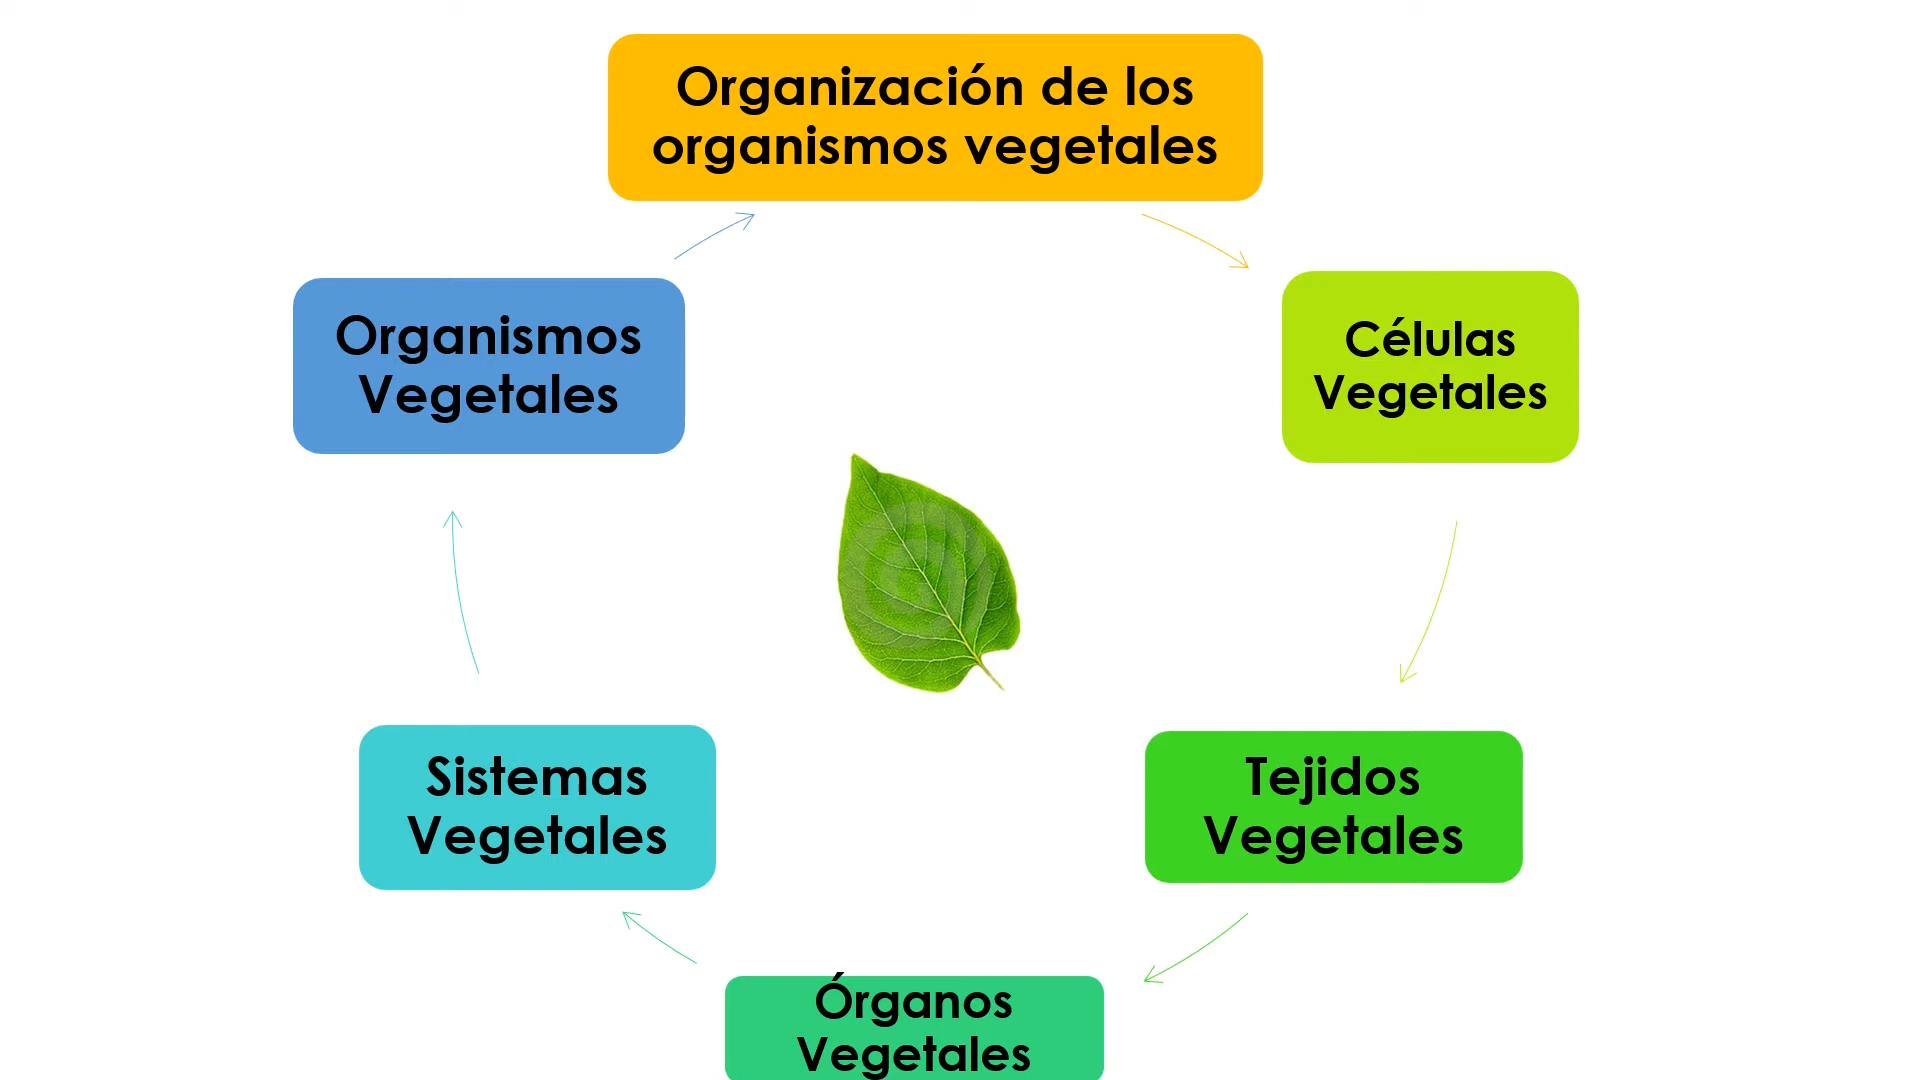 Organización de los
organismos vegetales
Organismos
Vegetales
Células
Vegetales
Sistemas
Vegetales
Tejidos
Vegetales
Órganos
Vegetales